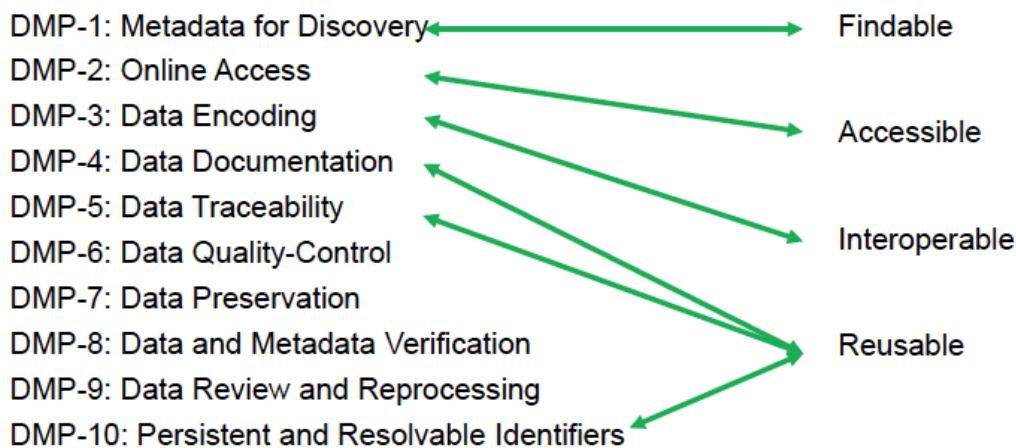 DMP-1: Metadata for Discovery
DMP-2: Online Access
DMP-3: Data Encoding
DMP-4: Data Documentation
DMP-5: Data Traceability
DMP-6: Data Quality-Control
DMP-7: Data Preservation
DMP-8: Data and Metadata Verification
DMP-9: Data Review and Reprocessing
DMP-10: Persistent and Resolvable Identifiers
Findable
Accessible
Interoperable
Reusable